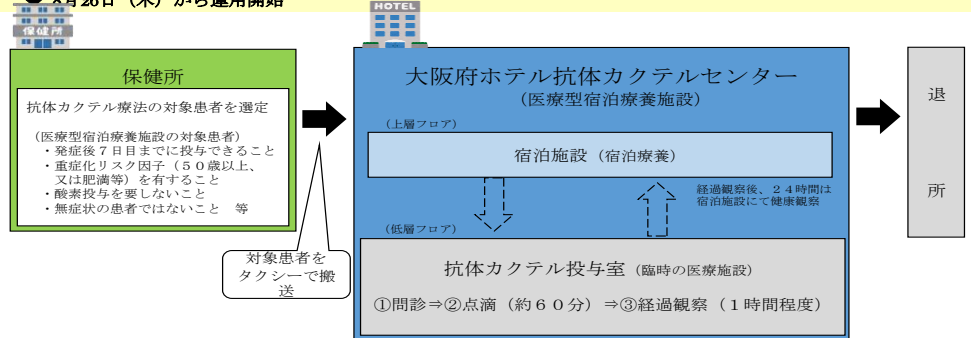 8月26日（木）から運用開始
保健所
HOTEL
保健所
抗体カクテル療法の対象患者を選定
（医療型宿泊療養施設の対象患者）
・発症後７日目までに投与できること
・重症化リスク因子（５０歳以上、
又は肥満等）を有すること
・酸素投与を要しないこと
・無症状の患者ではないこと　等
対象患者を
タクシーで搬
送
大阪府ホテル抗体カクテルセンター
（医療型宿泊療養施設）
（上層フロア）
宿泊施設（宿泊療養）
経過観察後、２４時間は
宿泊施設にて健康観察
（低層フロア）
抗体カクテル投与室（臨時の医療施設）
①問診⇒②点滴（約６０分）⇒③経過観察（１時間程度）
退
所